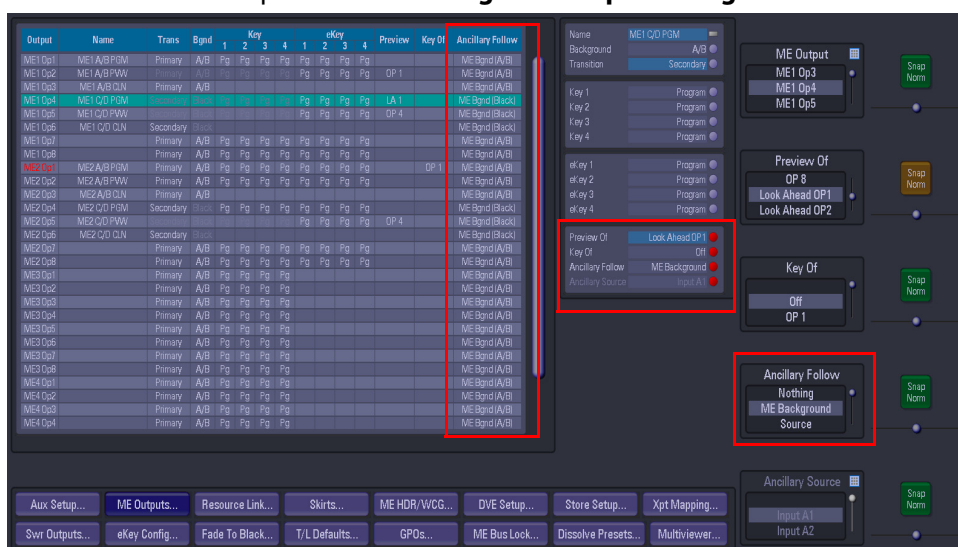 Output Name Trans Bgnd Key 1 2 3 4 eKey 1 2 3 4 Preview Key Of Ancillary Follow
ME1 Op1 ME1 A/B PGM Primary A/B Pg Pg Pg Pg Pg Pg Pg Pg ME Bgnd (A/B)
ME1 Op2 ME1 A/B PVW Primary A/B Pg Pg Pg Pg Pg Pg Pg OP 1 ME Bgnd (A/B)
ME1 Op3 ME1 A/B CLN Primary A/B ME Bgnd (A/B)
ME1 Op4 ME1 C/D PGM Secondary Black Pg Pg Pg Pg Pg Pg Pg Pg LA 1 ME Bgnd (Black)
ME1 Op5 ME1 C/D PVW Pg Pg Pg Pg OP 4 ME Bgnd (Black)
ME1 Op6 ME1 C/D CLN Secondary Black ME Bgnd (Black)
ME1 Op7 Primary A/B Pg Pg Pg Pg Pg Pg Pg Pg ME Bgnd (A/B)
ME1 Op8 Primary A/B Pg Pg Pg Pg Pg Pg Pg Pg ME Bgnd (A/B)
ME2 Op1 ME2 A/B PGM Primary A/B Pg Pg Pg Pg Pg Pg Pg Pg OP 1 ME Bgnd (A/B)
ME2 Op2 ME2 A/B PVW Primary A/B Pg Pg Pg Pg Pg Pg Pg Pg ME Bgnd (A/B)
ME2 Op3 ME2 A/B CLN Primary A/B ME Bgnd (A/B)
ME2 Op4 ME2 C/D PGM Secondary Black Pg Pg Pg Pg Pg Pg Pg Pg ME Bgnd (Black)
ME2 Op5 ME2 C/D PVW Pg Pg Pg Pg OP 4 ME Bgnd (Black)
ME2 Op6 ME2 C/D CLN Secondary Black ME Bgnd (Black)
ME2 Op7 Primary A/B Pg Pg Pg Pg Pg Pg Pg Pg ME Bgnd (A/B)
ME2 Op8 Primary A/B Pg Pg Pg Pg Pg Pg Pg Pg ME Bgnd (A/B)
ME3 Op1 Primary A/B Pg Pg Pg Pg ME Bgnd (A/B)
ME3 Op2 Primary A/B Pg Pg Pg Pg ME Bgnd (A/B)
ME3 Op3 Primary A/B Pg Pg Pg Pg ME Bgnd (A/B)
ME3 Op4 Primary A/B Pg Pg Pg Pg ME Bgnd (A/B)
ME3 Op5 Primary A/B Pg Pg Pg Pg ME Bgnd (A/B)
ME3 Op6 Primary A/B Pg Pg Pg Pg ME Bgnd (A/B)
ME3 Op7 Primary A/B Pg Pg Pg Pg ME Bgnd (A/B)
ME3 Op8 Primary A/B Pg Pg Pg Pg ME Bgnd (A/B)
ME4 Op1 Primary A/B Pg Pg Pg Pg ME Bgnd (A/B)
ME4 Op2 Primary A/B Pg Pg Pg Pg ME Bgnd (A/B)
ME4 Op3 Primary A/B Pg Pg Pg Pg ME Bgnd (A/B)
ME4 Op4 Primary A/B Pg Pg Pg Pg ME Bgnd (A/B)
Name ME1 C/D PGM
Background A/B
Transition Secondary
Key 1 Program
Key 2 Program
Key 3 Program
Key 4 Program
eKey 1 Program
eKey 2 Program
eKey 3 Program
eKey 4 Program
Preview Of Look Ahead OP1
Key Of Off
Ancillary Follow ME Background
Ancillary Source Input A1
ME Output
ME1 Op3
ME1 Op4
ME1 Op5
Snap Norm
Preview Of
OP 8
Look Ahead OP1
Look Ahead OP2
Snap Norm
Key Of
Off
OP 1
Snap Norm
Ancillary Follow
Nothing
ME Background
Source
Snap Norm
Ancillary Source
Input A1
Input A2
Snap Norm
Aux Setup... ME Outputs... Resource Link... Skirts... ME HDR/WCG... DVE Setup... Store Setup... Xpt Mapping...
Swr Outputs... eKey Config... Fade To Black... T/L Defaults... GPOs... ME Bus Lock... Dissolve Presets... Multiviewer...